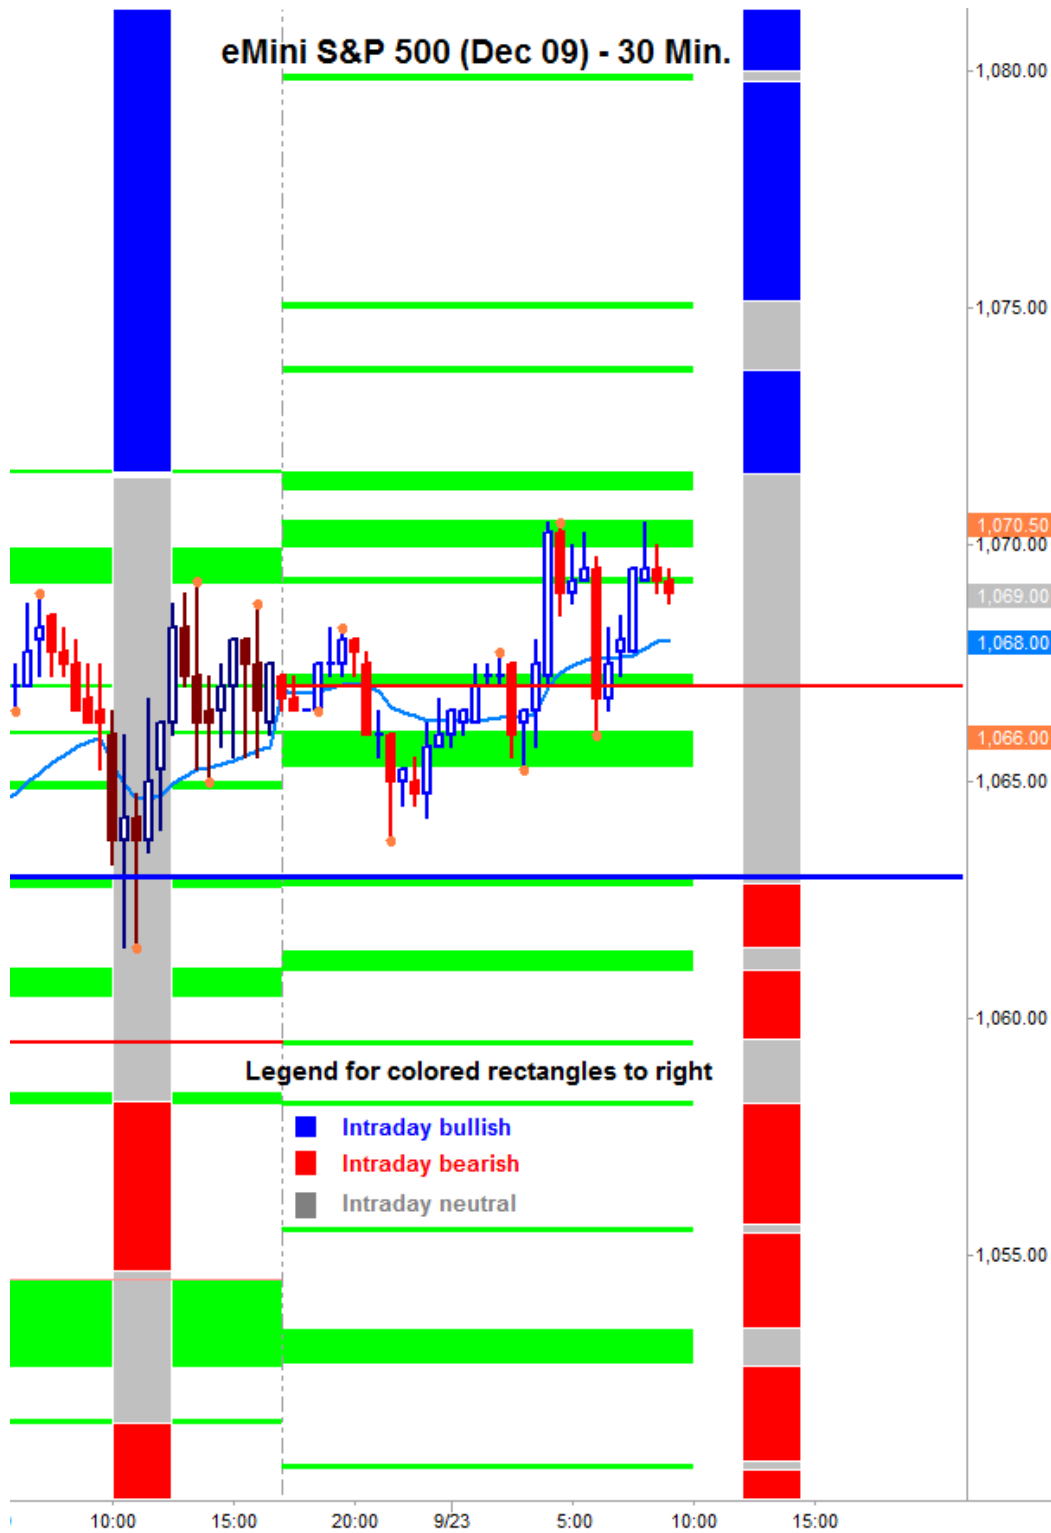 eMini S&P 500 (Dec 09) - 30 Min.
1,080.00
1,075.00
1,070.50
1,070.00
1,069.00
1,068.00
1,066.00
1,065.00
1,060.00
Legend for colored rectangles to right
Intraday bullish
Intraday bearish
Intraday neutral
1,055.00
10:00 15:00 20:00 9/23 5:00 10:00 15:00